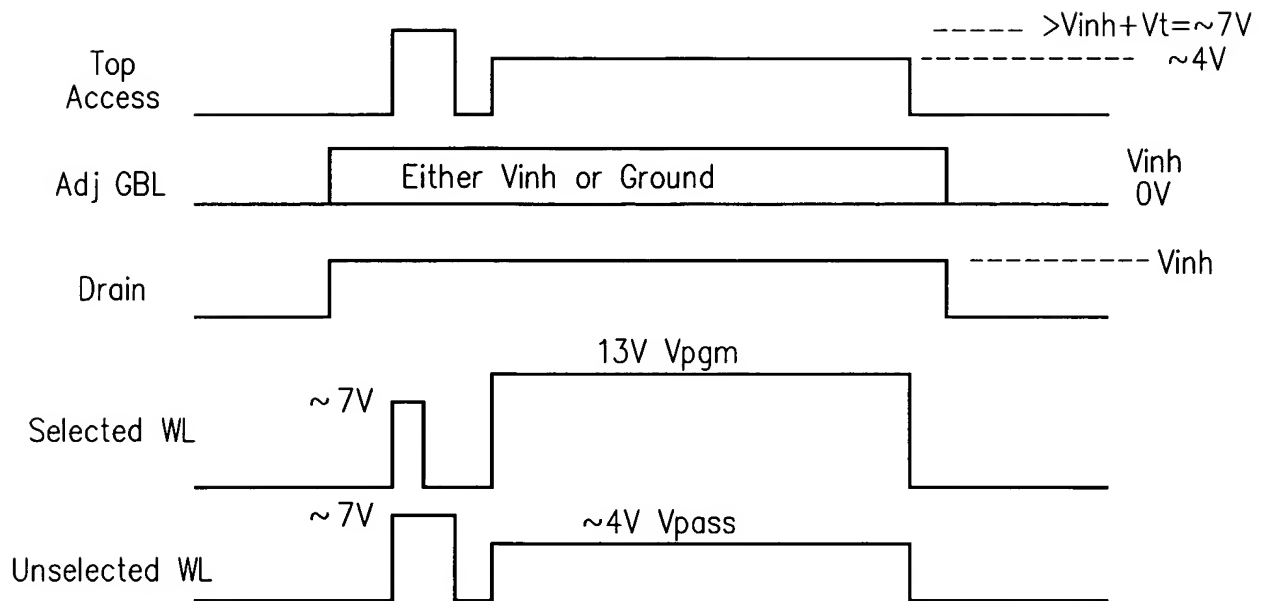 >Vinh+Vt=~7V
Top
Access
~4V
Adj GBL
Either Vinh or Ground
Vinh
0V
Drain
Vinh
13V Vpgm
~7V
Selected WL
~7V
~4V Vpass
Unselected WL